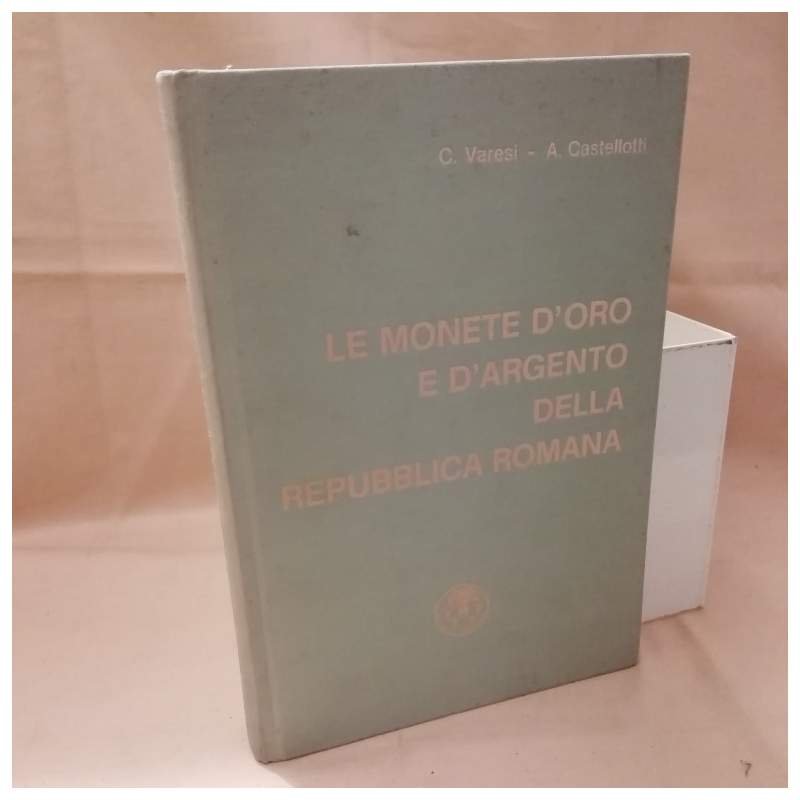 C. Varesi - A. Castellotti
LE MONETE D'ORO
E D'ARGENTO
DELLA
REPUBBLICA ROMANA